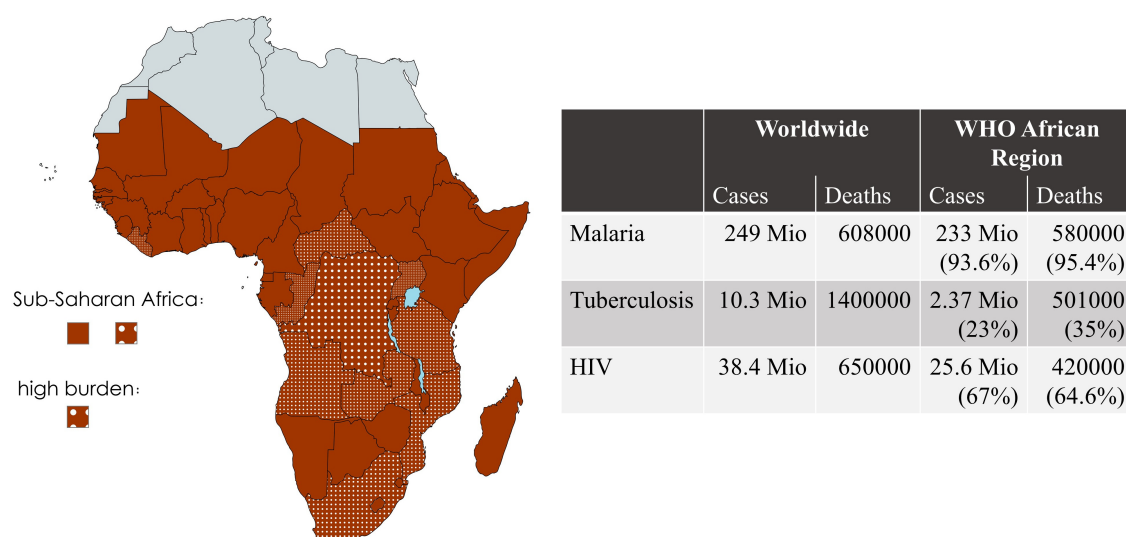 Sub-Saharan Africa:
high burden:
Worldwide WHO African
Region
Cases Deaths Cases Deaths
Malaria 249 Mio 608000 233 Mio 580000
(93.6%) (95.4%)
Tuberculosis 10.3 Mio 1400000 2.37 Mio 501000
(23%) (35%)
HIV 38.4 Mio 650000 25.6 Mio 420000
(67%) (64.6%)